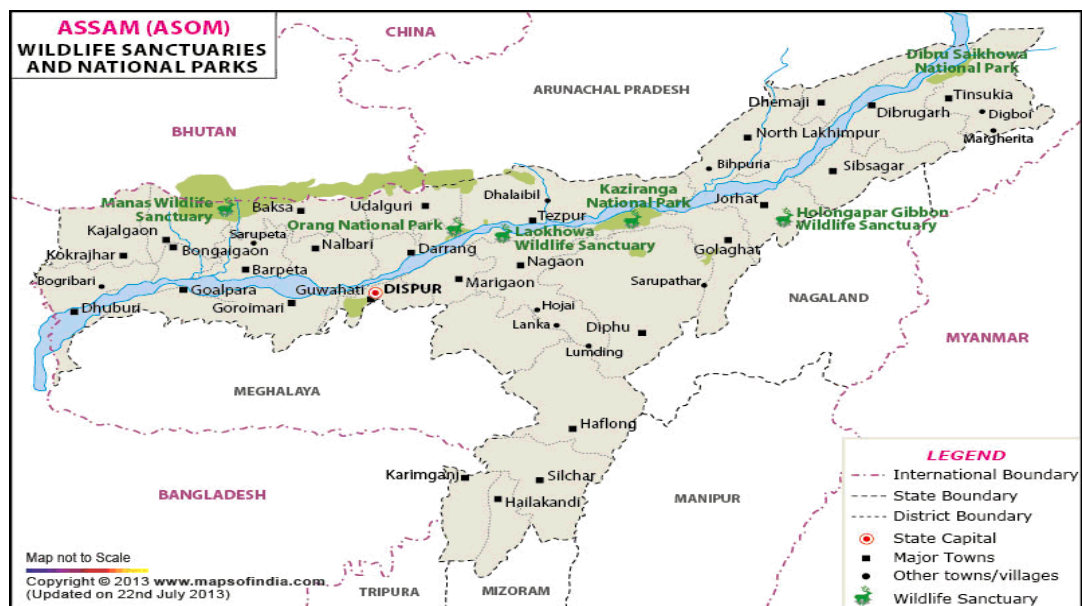 ASSAM (ASOM)
WILDLIFE SANCTUARIES
AND NATIONAL PARKS
CHINA
ARUNACHAL PRADESH
BHUTAN
Dibru Saikhowa
National Park
Dhemaji
Tinsukia
Dibrugarh
Digboi
Margherita
North Lakhimpur
Bihpuria
Sibsagar
Manas Wildlife
Sanctuary
Baksa
Udalguri
Dhalaibil
Kaziranga
National Park
Jorhat
Orang National Park
Tezpur
Holongapar Gibbon
Wildlife Sanctuary
Kajalgaon
Sarupeta
Laokhowa
Wildlife Sanctuary
Kokrajhar
Bongaigaon
Nalbari
Darrang
Golaghat
Barpeta
Nagaon
Bogribari
Goalpara
Guwahati
DISPUR
Marigaon
Sarupathar
Dhuburi
Goroimari
Hojai
NAGALAND
Lanka
Diphu
Lumding
MYANMAR
MEGHALAYA
Haflong
Karimganj
Silchar
Hailakandi
BANGLADESH
MANIPUR
TRIPURA
MIZORAM
LEGEND
International Boundary
State Boundary
District Boundary
State Capital
Major Towns
Other towns/villages
Wildlife Sanctuary
Map not to Scale
Copyright © 2013 www.mapsofindia.com
(Updated on 22nd July 2013)